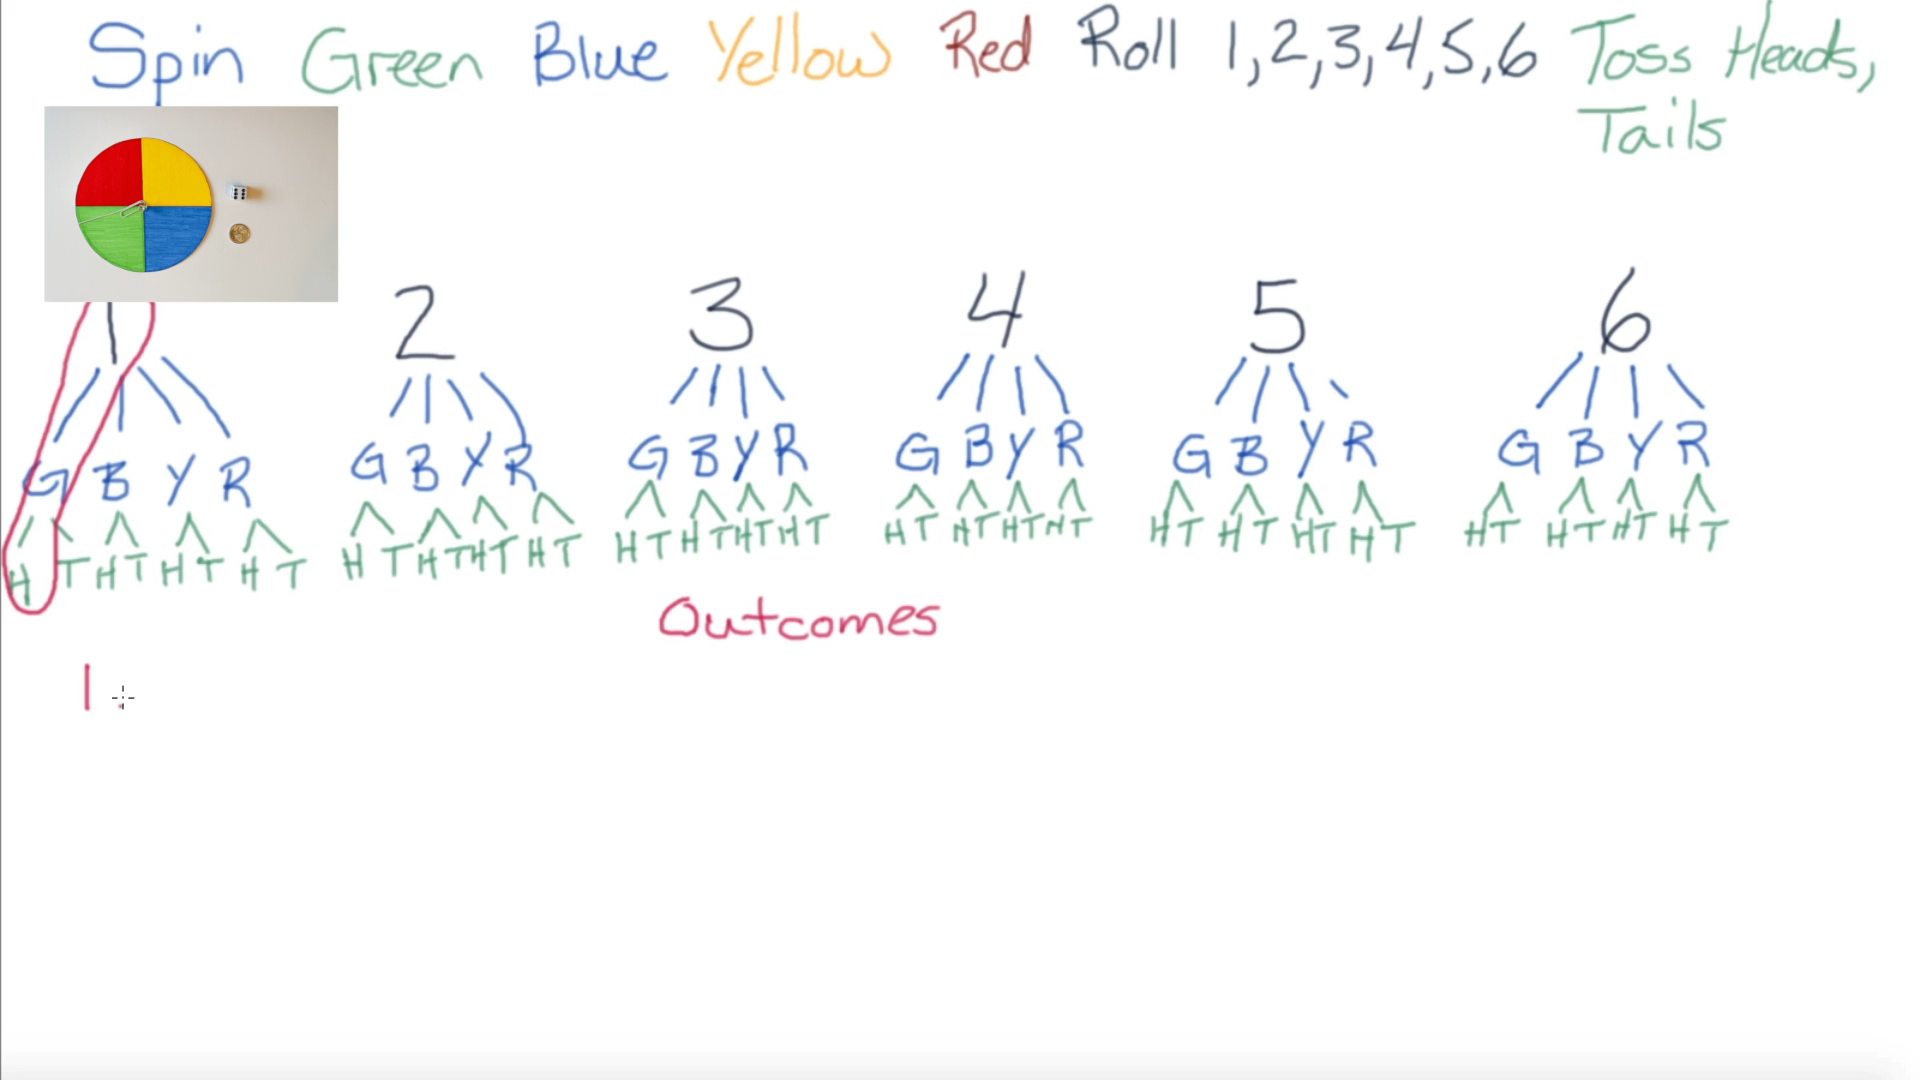 Spin Green Blue Yellow Red Roll 1,2,3,4,5,6 Toss Heads,
Tails
1 2 3 4 5 6
G B Y R G B Y R G B Y R G B Y R G B Y R G B Y R
H T H T H T H T H T H T H T H T H T H T H T H T H T H T H T H T H T H T H T H T H T H T H T H T
Outcomes
1